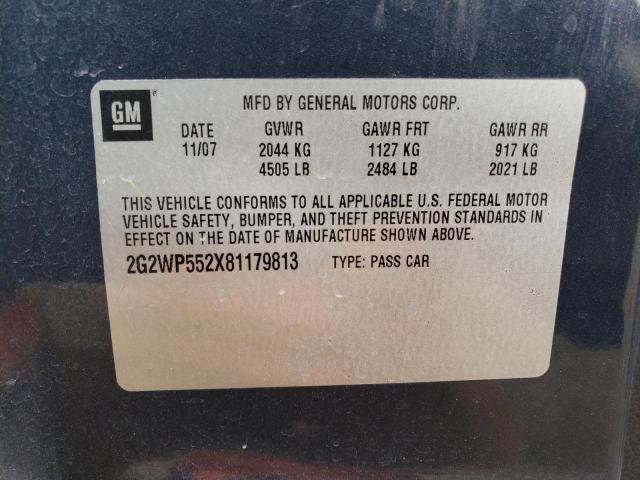 GM ®
MFD BY GENERAL MOTORS CORP.
DATE GVWR GAWR FRT GAWR RR
11/07 2044 KG 1127 KG 917 KG
4505 LB 2484 LB 2021 LB
THIS VEHICLE CONFORMS TO ALL APPLICABLE U.S. FEDERAL MOTOR
VEHICLE SAFETY, BUMPER, AND THEFT PREVENTION STANDARDS IN
EFFECT ON THE DATE OF MANUFACTURE SHOWN ABOVE.
2G2WP552X81179813 TYPE: PASS CAR